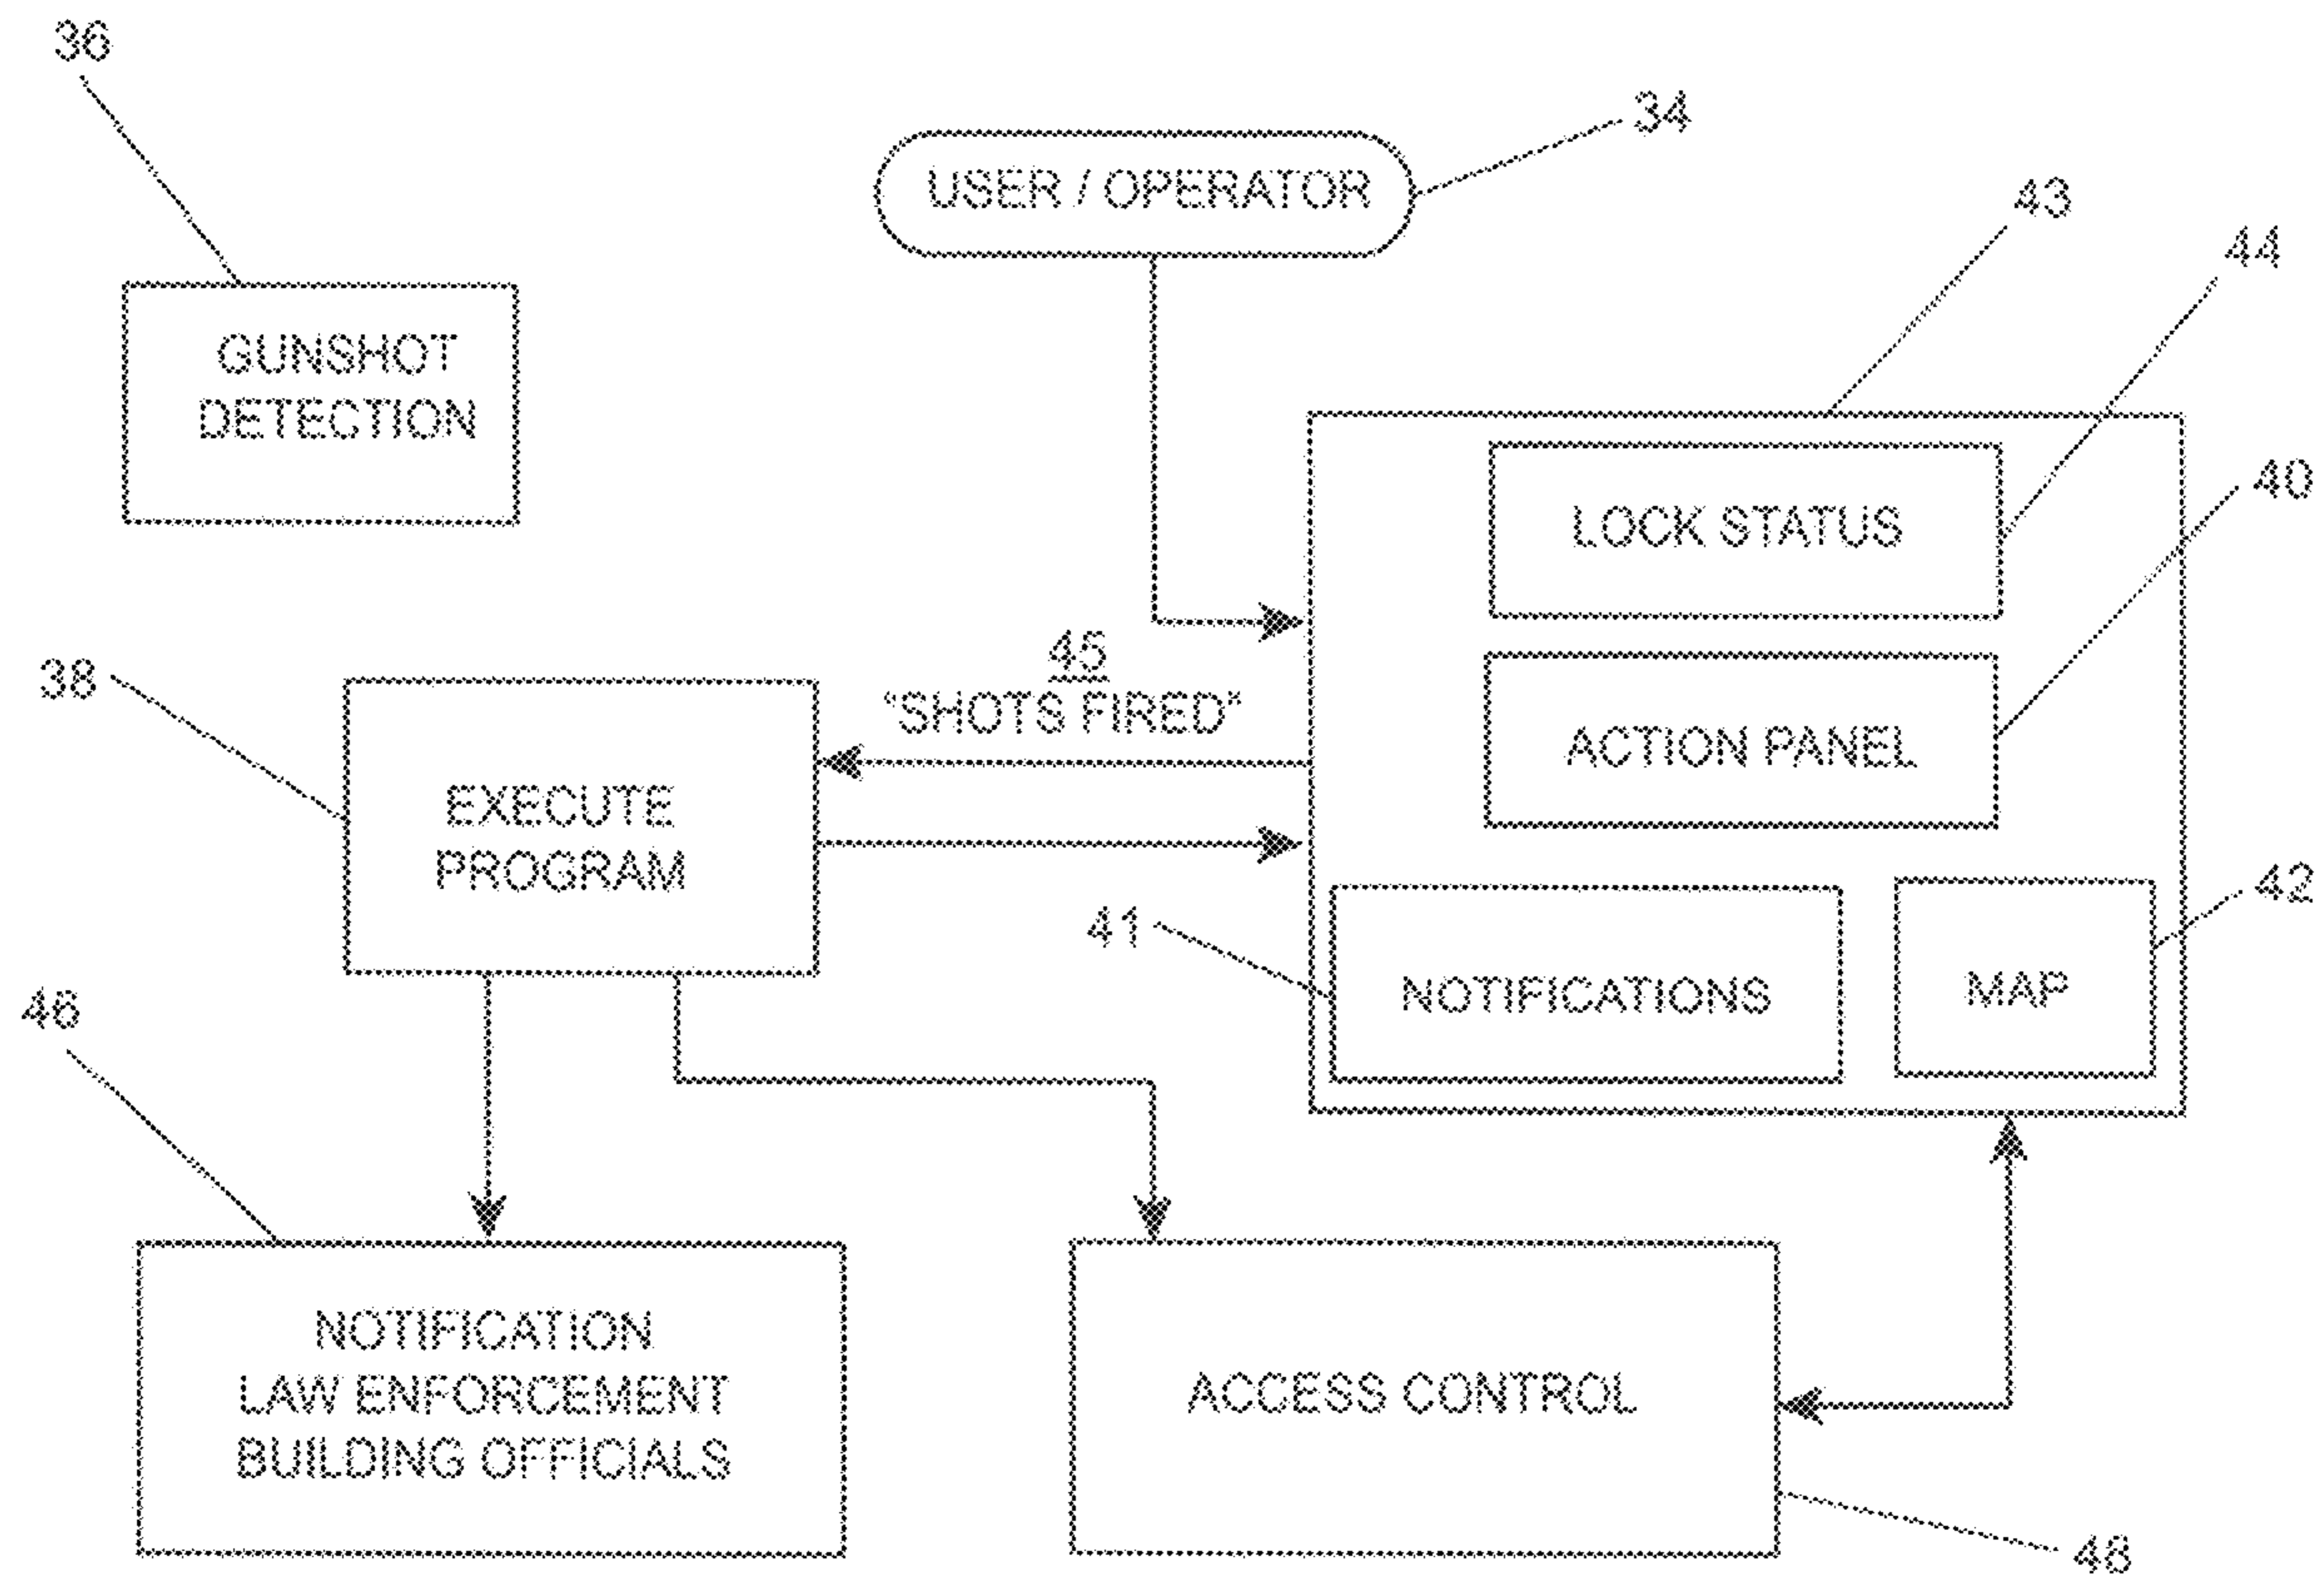 36
34
USER / OPERATOR
43
44
GUNSHOT
DETECTION
LOCK STATUS
40
45
"SHOTS FIRED"
38
ACTION PANEL
EXECUTE
PROGRAM
42
41
NOTIFICATIONS
MAP
46
NOTIFICATION
LAW ENFORCEMENT
BUILDING OFFICIALS
ACCESS CONTROL
48